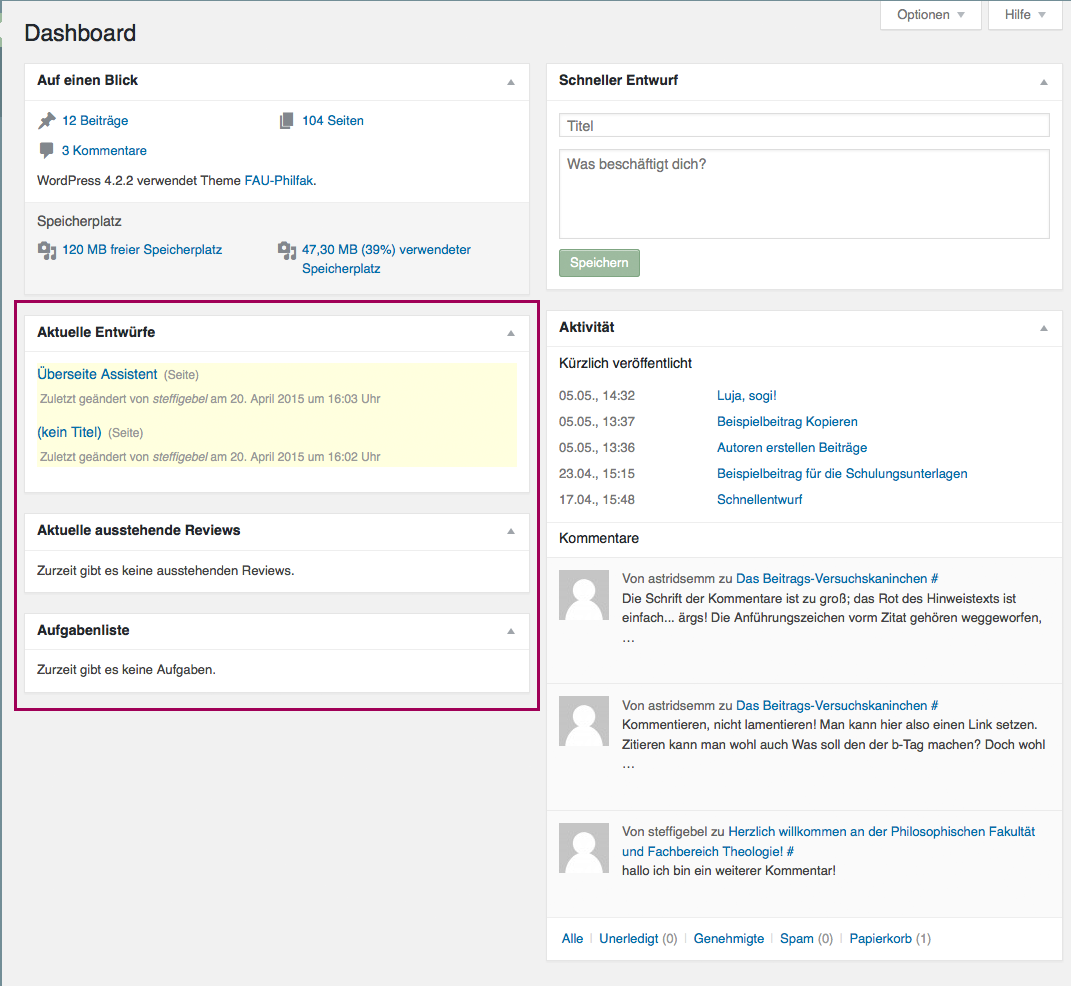 Optionen
Hilfe
Dashboard
Auf einen Blick
12 Beiträge
104 Seiten
3 Kommentare
WordPress 4.2.2 verwendet Theme FAU-Philfak.
Speicherplatz
120 MB freier Speicherplatz
47,30 MB (39%) verwendeter
Speicherplatz
Aktuelle Entwürfe
Überseite Assistent (Seite)
Zuletzt geändert von steffigebel am 20. April 2015 um 16:03 Uhr
(kein Titel) (Seite)
Zuletzt geändert von steffigebel am 20. April 2015 um 16:02 Uhr
Aktuelle ausstehende Reviews
Zurzeit gibt es keine ausstehenden Reviews.
Aufgabenliste
Zurzeit gibt es keine Aufgaben.
Schneller Entwurf
Titel
Was beschäftigt dich?
Speichern
Aktivität
Kürzlich veröffentlicht
05.05., 14:32 Luja, sogi!
05.05., 13:37 Beispielbeitrag Kopieren
05.05., 13:36 Autoren erstellen Beiträge
23.04., 15:15 Beispielbeitrag für die Schulungsunterlagen
17.04., 15:48 Schnellentwurf
Kommentare
Von astridsemm zu Das Beitrags-Versuchskaninchen #
Die Schrift der Kommentare ist zu groß; das Rot des Hinweistexts ist
einfach... ärgs! Die Anführungszeichen vorm Zitat gehören weggeworfen,
…
Von astridsemm zu Das Beitrags-Versuchskaninchen #
Kommentieren, nicht lamentieren! Man kann hier also einen Link setzen.
Zitieren kann man wohl auch Was soll den der b-Tag machen? Doch wohl
…
Von steffigebel zu Herzlich willkommen an der Philosophischen Fakultät
und Fachbereich Theologie! #
hallo ich bin ein weiterer Kommentar!
Alle | Unerledigt (0) | Genehmigte | Spam (0) | Papierkorb (1)